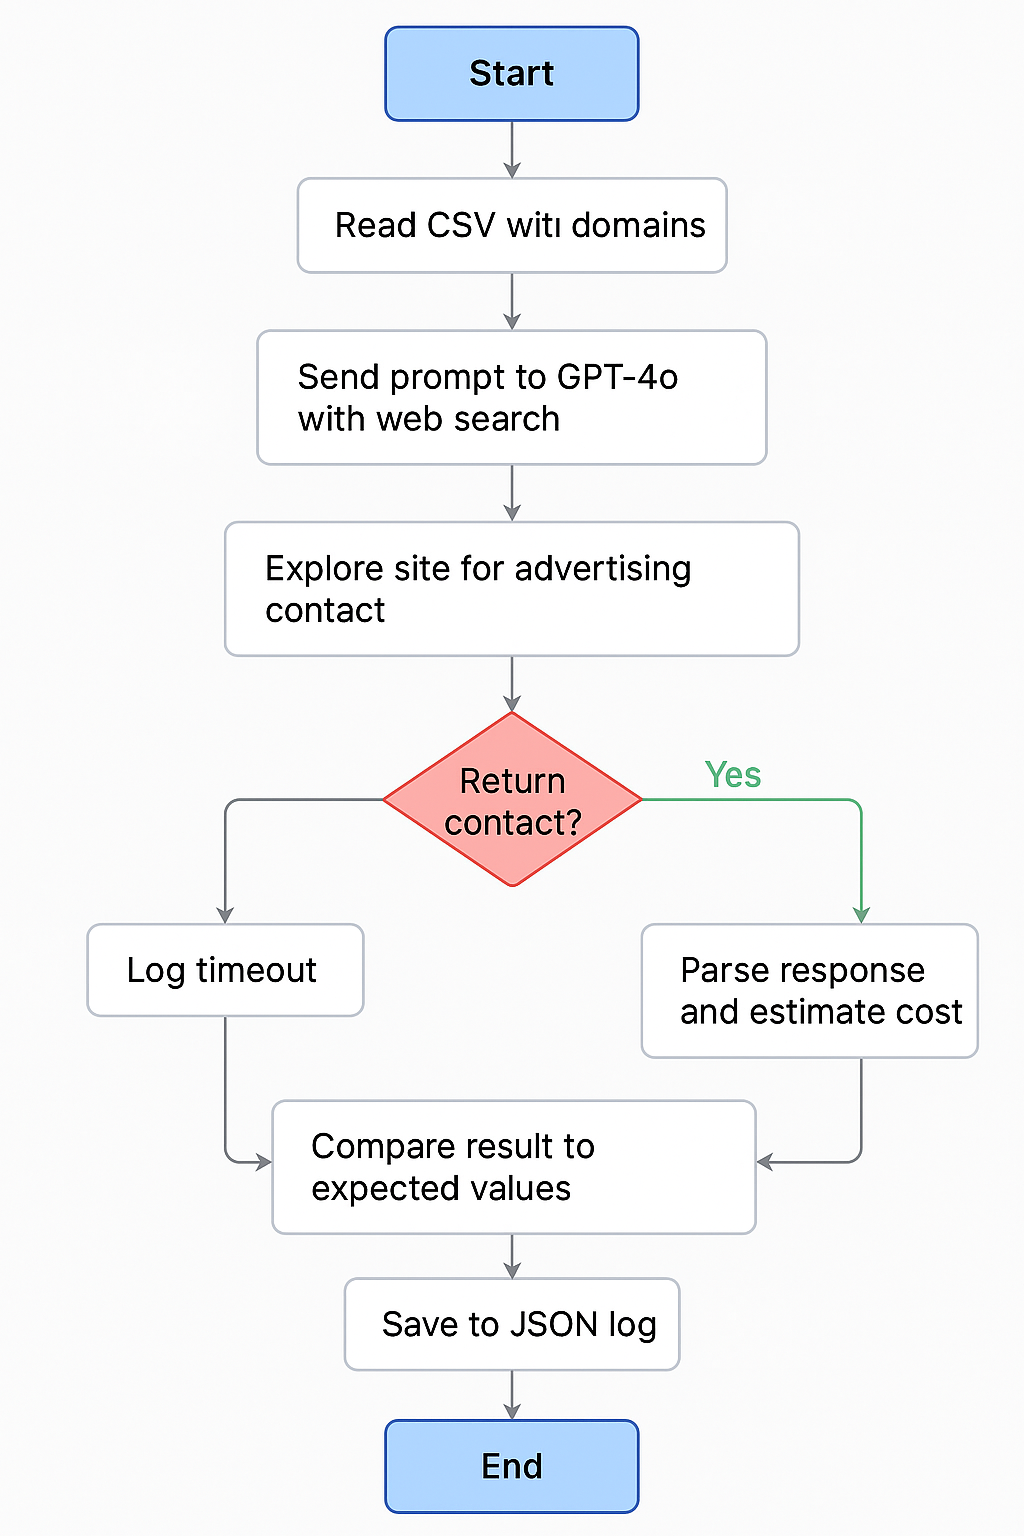 Start
Read CSV witı domains
Send prompt to GPT-4o
with web search
Explore site for advertising
contact
Return
contact?
Yes
Log timeout
Parse response
and estimate cost
Compare result to
expected values
Save to JSON log
End